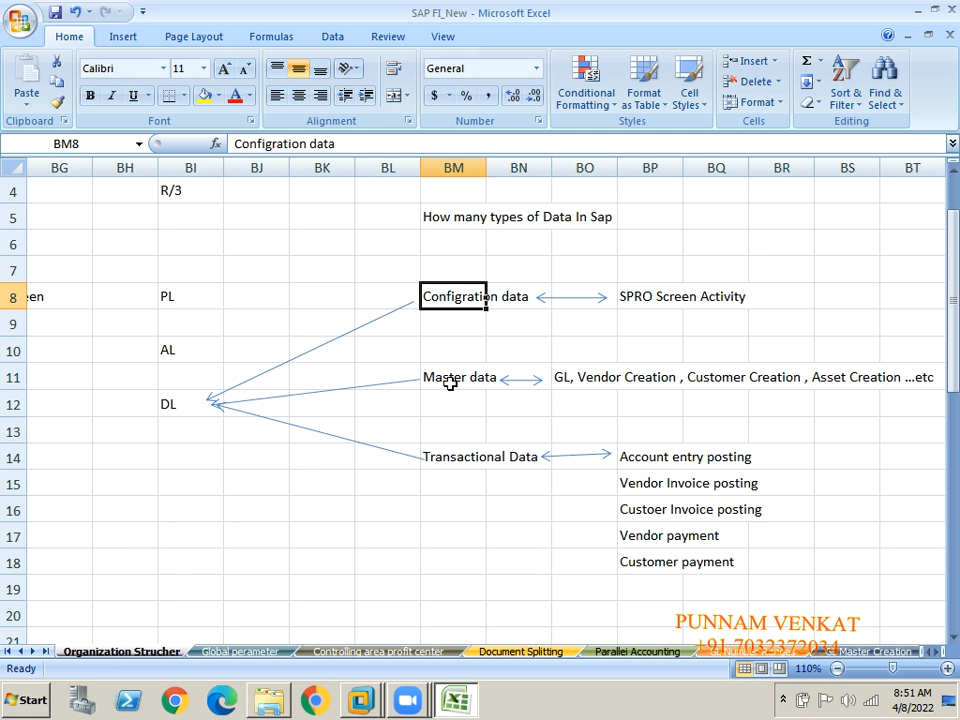 SAP FI_New - Microsoft Excel
Home Insert Page Layout Formulas Data Review View
Calibri 11 General
Paste
Conditional Formatting
Format as Table
Cell Styles
Insert
Delete
Format
Sort & Filter
Find & Select
Clipboard Font Alignment Number Styles Cells Editing
BM8 fx Configration data
BG BH BI BJ BK BL BM BN BO BP BQ BR BS BT
4 R/3
5 How many types of Data In Sap
6
7
8 een PL Configration data SPRO Screen Activity
9
10 AL
11 Master data GL, Vendor Creation , Customer Creation , Asset Creation ...etc
12 DL
13
14 Transactional Data Account entry posting
15 Vendor Invoice posting
16 Custoer Invoice posting
17 Vendor payment
18 Customer payment
19
20
21
PUNNAM VENKAT
+91 7032372034
Organization Strucher Global perameter Controlling area profit center Document Splitting Parallei Accounting Master Creation
Ready 110%
Start
8:51 AM
4/8/2022